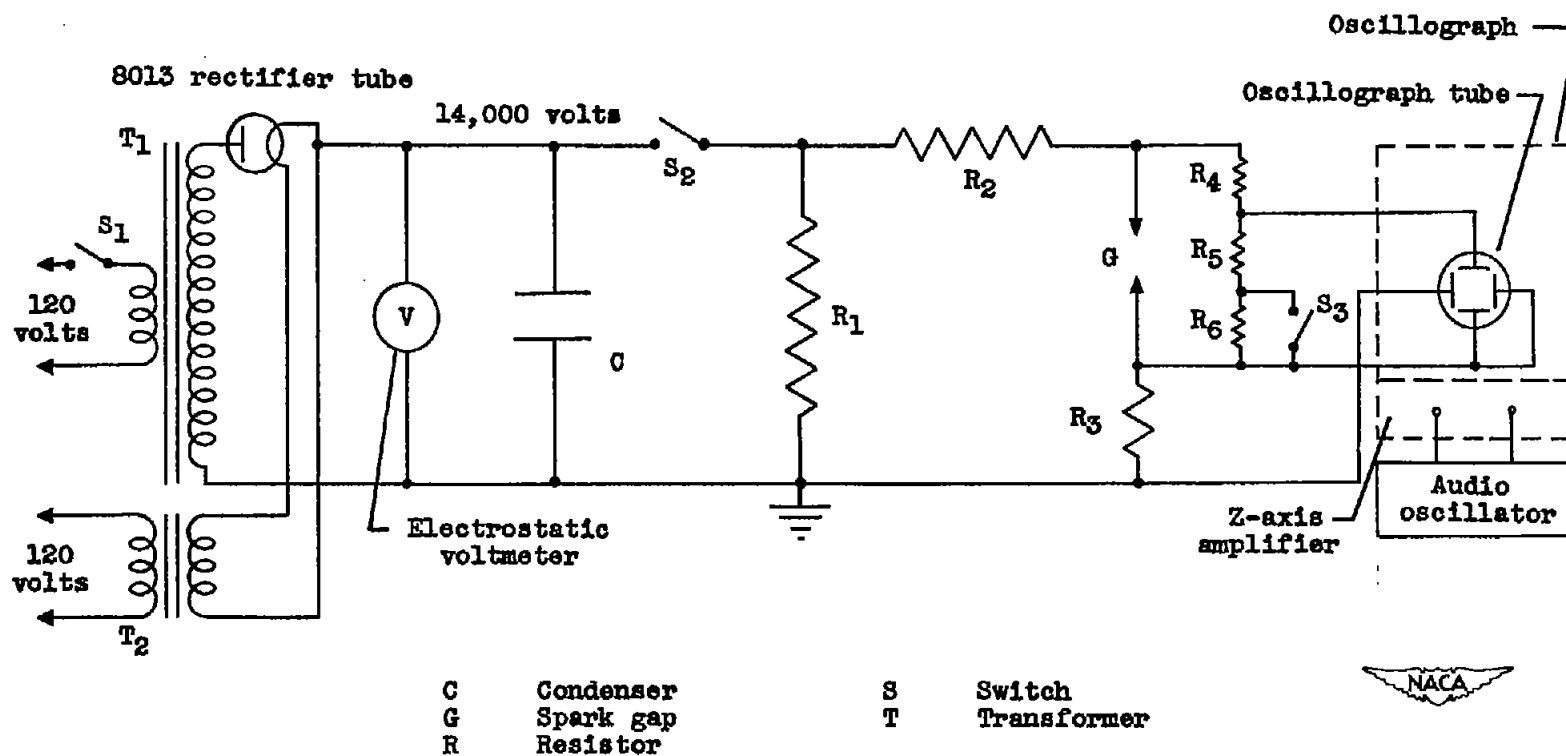 Oscillograph
8013 rectifier tube
Oscillograph tube
14,000 volts
T1
S2
R2
R4
S1
G
R5
120
volts
V
R1
R6
S3
C
R3
Electrostatic
voltmeter
Z-axis
amplifier
Audio
oscillator
120
volts
T2
C Condenser
G Spark gap
R Resistor
S Switch
T Transformer
NACA